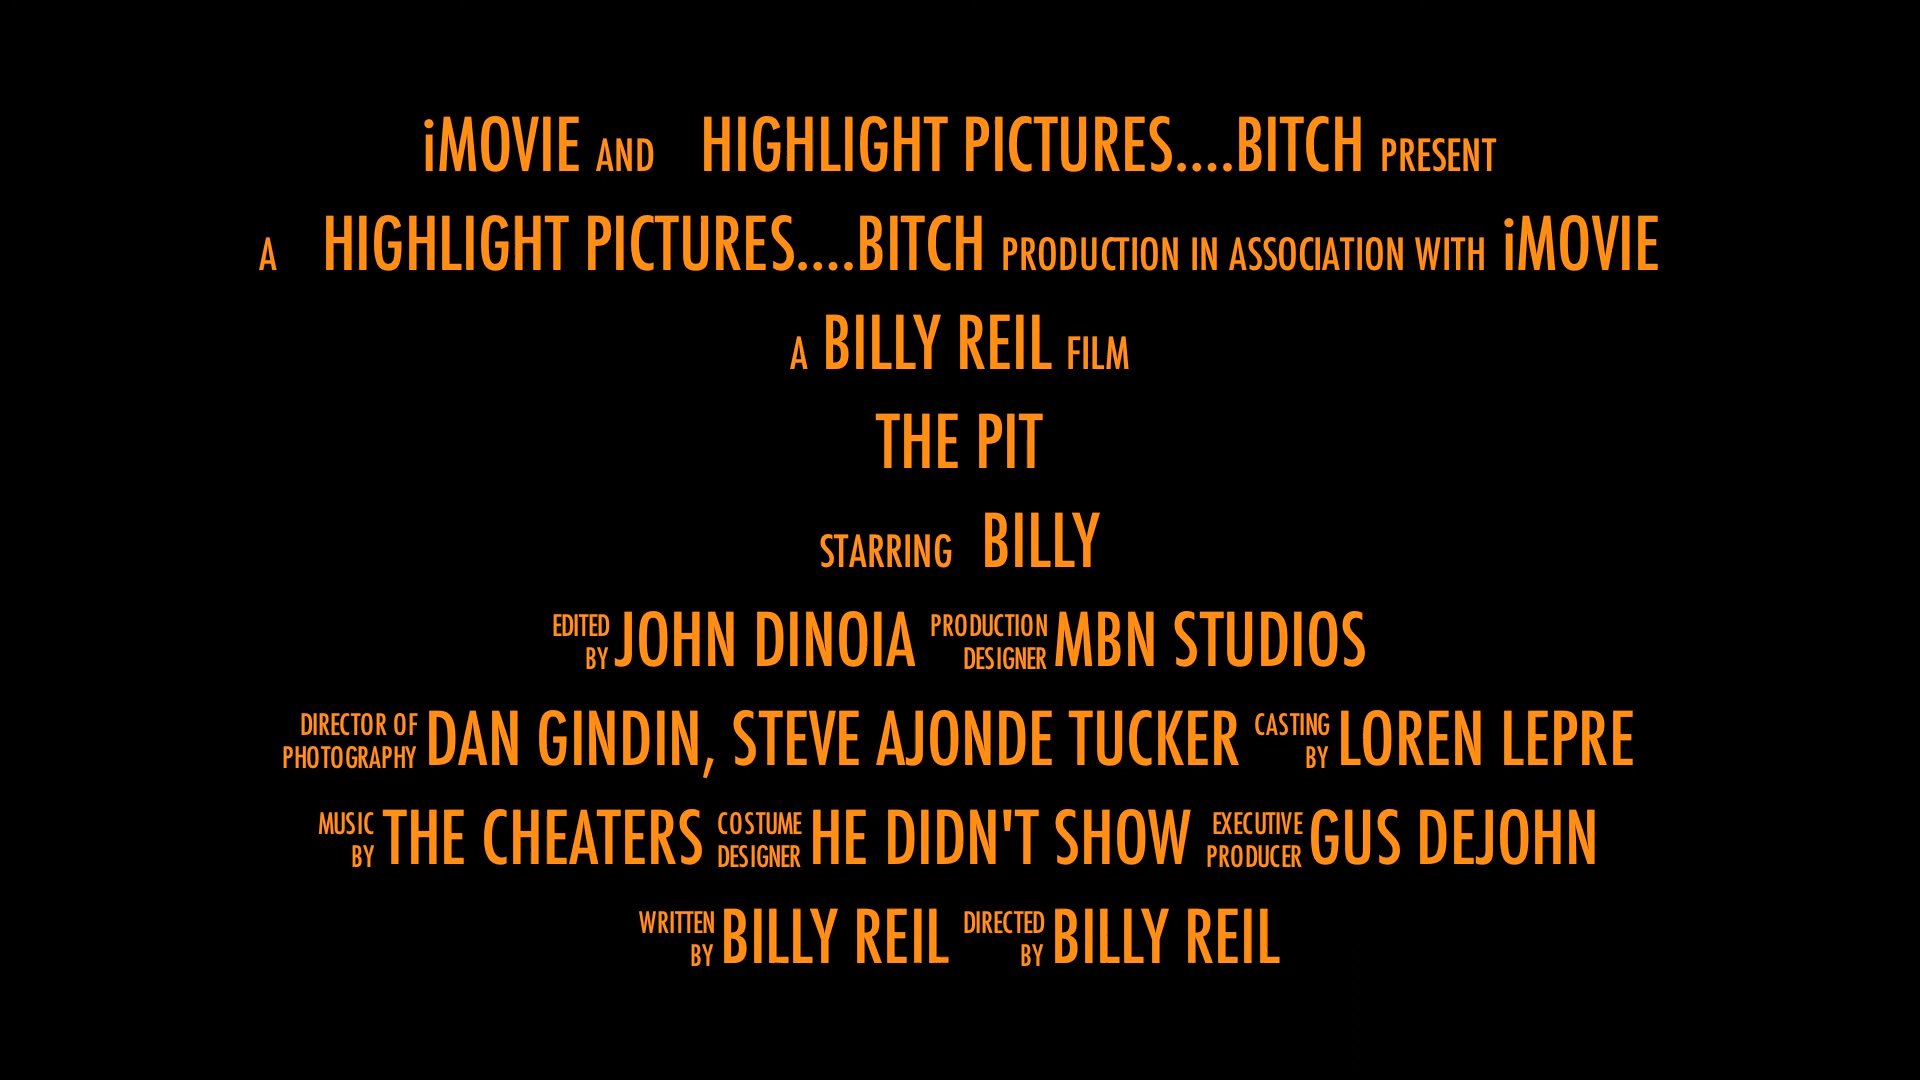 iMOVIE AND HIGHLIGHT PICTURES....BITCH PRESENT
A HIGHLIGHT PICTURES....BITCH PRODUCTION IN ASSOCIATION WITH iMOVIE
A BILLY REIL FILM
THE PIT
STARRING BILLY
EDITED BY JOHN DINOIA PRODUCTION DESIGNER MBN STUDIOS
DIRECTOR OF PHOTOGRAPHY DAN GINDIN, STEVE AJONDE TUCKER CASTING BY LOREN LEPRE
MUSIC BY THE CHEATERS COSTUME DESIGNER HE DIDN'T SHOW EXECUTIVE PRODUCER GUS DEJOHN
WRITTEN BY BILLY REIL DIRECTED BY BILLY REIL